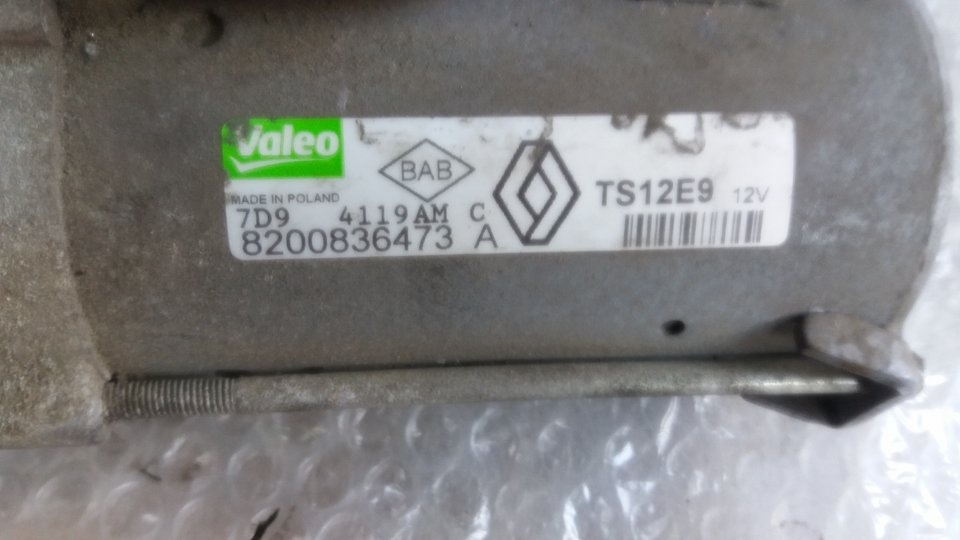 Valeo
BAB
TS12E9 12V
MADE IN POLAND
7D9 4119AM C
8200836473 A